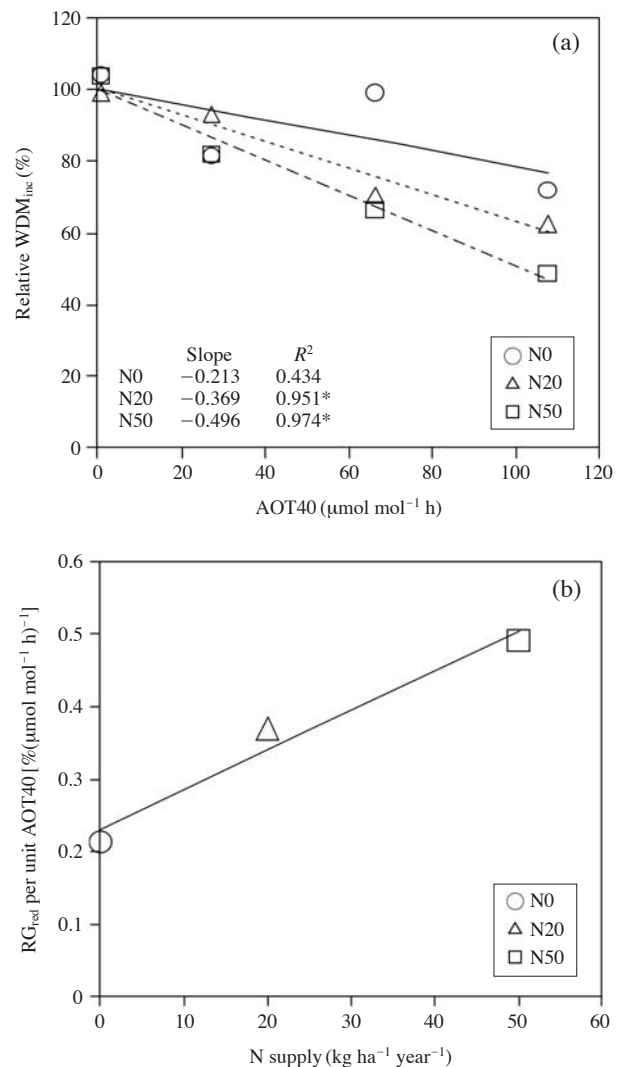 (a)
Relative WDM_inc (%)
120
100
80
60
40
20
0
Slope R²
N0 −0.213 0.434
N20 −0.369 0.951*
N50 −0.496 0.974*
N0
N20
N50
0 20 40 60 80 100 120
AOT40 (μmol mol⁻¹ h)
(b)
RG_red per unit AOT40 [%(μmol mol⁻¹ h)⁻¹]
0.6
0.5
0.4
0.3
0.2
0.1
0
N0
N20
N50
0 10 20 30 40 50 60
N supply (kg ha⁻¹ year⁻¹)